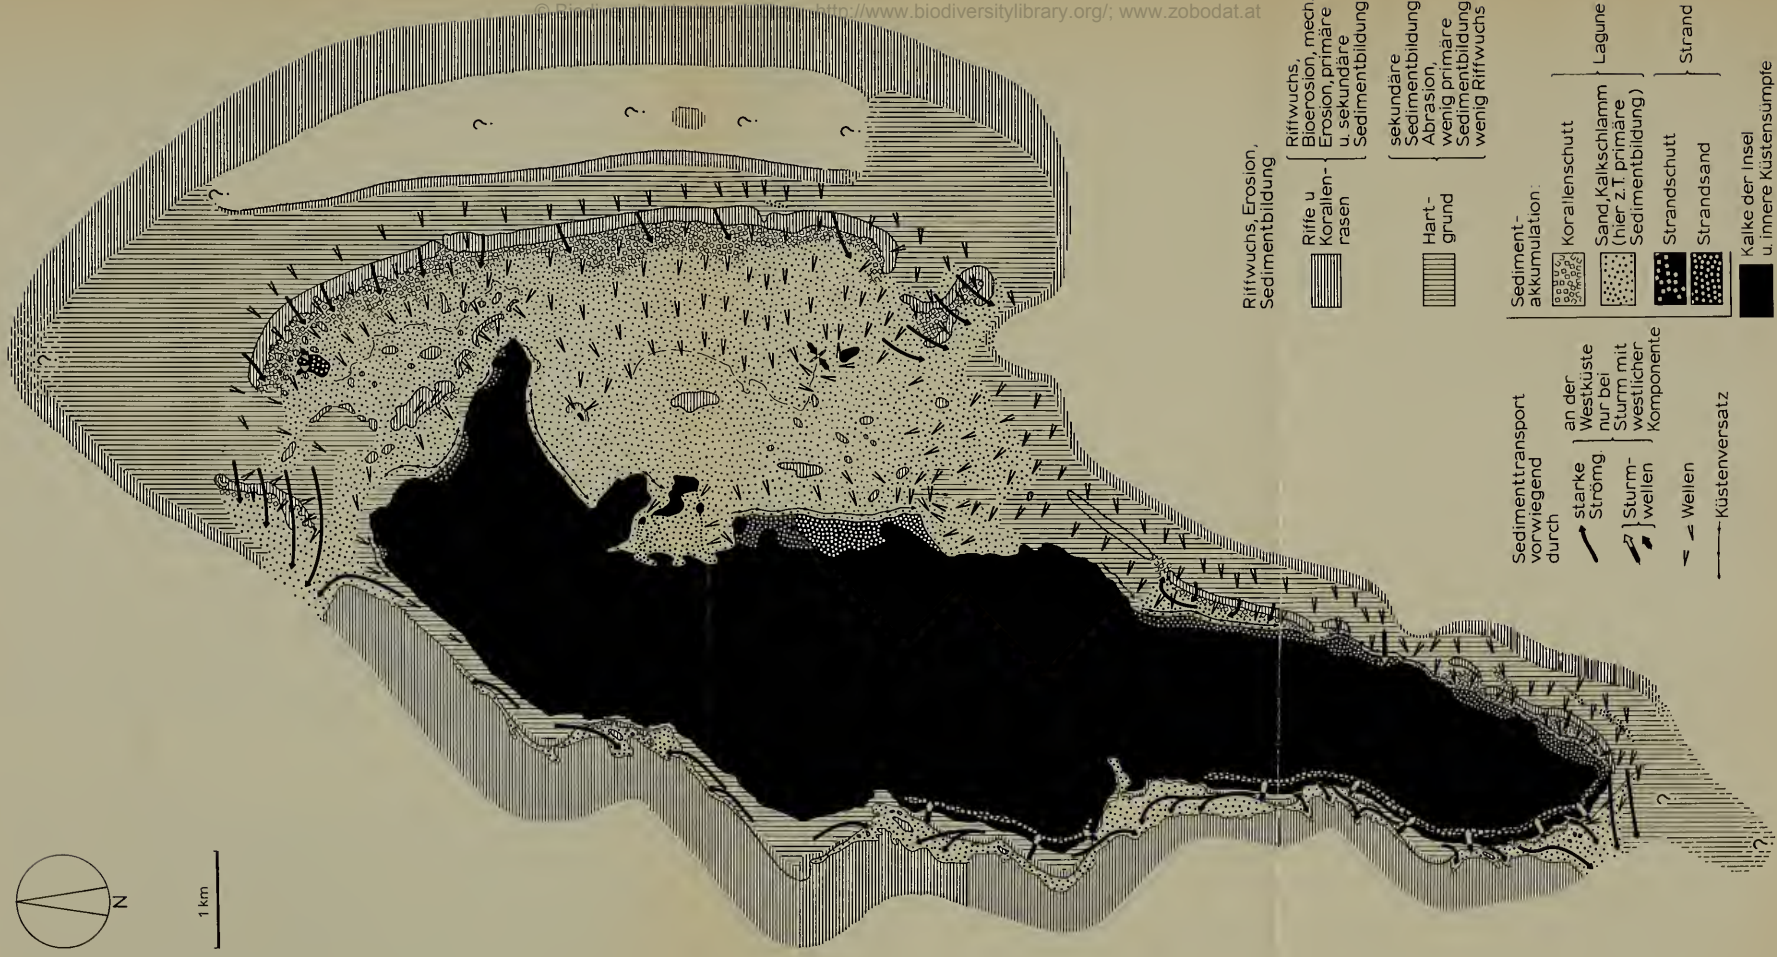 © Biodiversity Heritage Library, http://www.biodiversitylibrary.org/; www.zobodat.at
N
1 km
?
?
?
?
?
?
?
?
Riffwuchs, Erosion,
Sedimentbildung
Riffe u
Korallen-
rasen
Riffwuchs,
Bioerosion, mech
Erosion, primäre
u. sekundäre
Sedimentbildung
Hart-
grund
sekundäre
Sedimentbildung
Abrasion,
wenig primäre
Sedimentbildung
wenig Riffwuchs
Sediment-
akkumulation:
Korallenschutt
Sand, Kalkschlamm
(hier z.T. primäre
Sedimentbildung)
Lagune
Strandschutt
Strandsand
Strand
Kalke der Insel
u. innere Küstensümpfe
Sedimenttransport
vorwiegend
durch
starke
Strömg.
Sturm-
wellen
an der
Westküste
nur bei
Sturm mit
westlicher
Komponente
Wellen
Küstenversatz